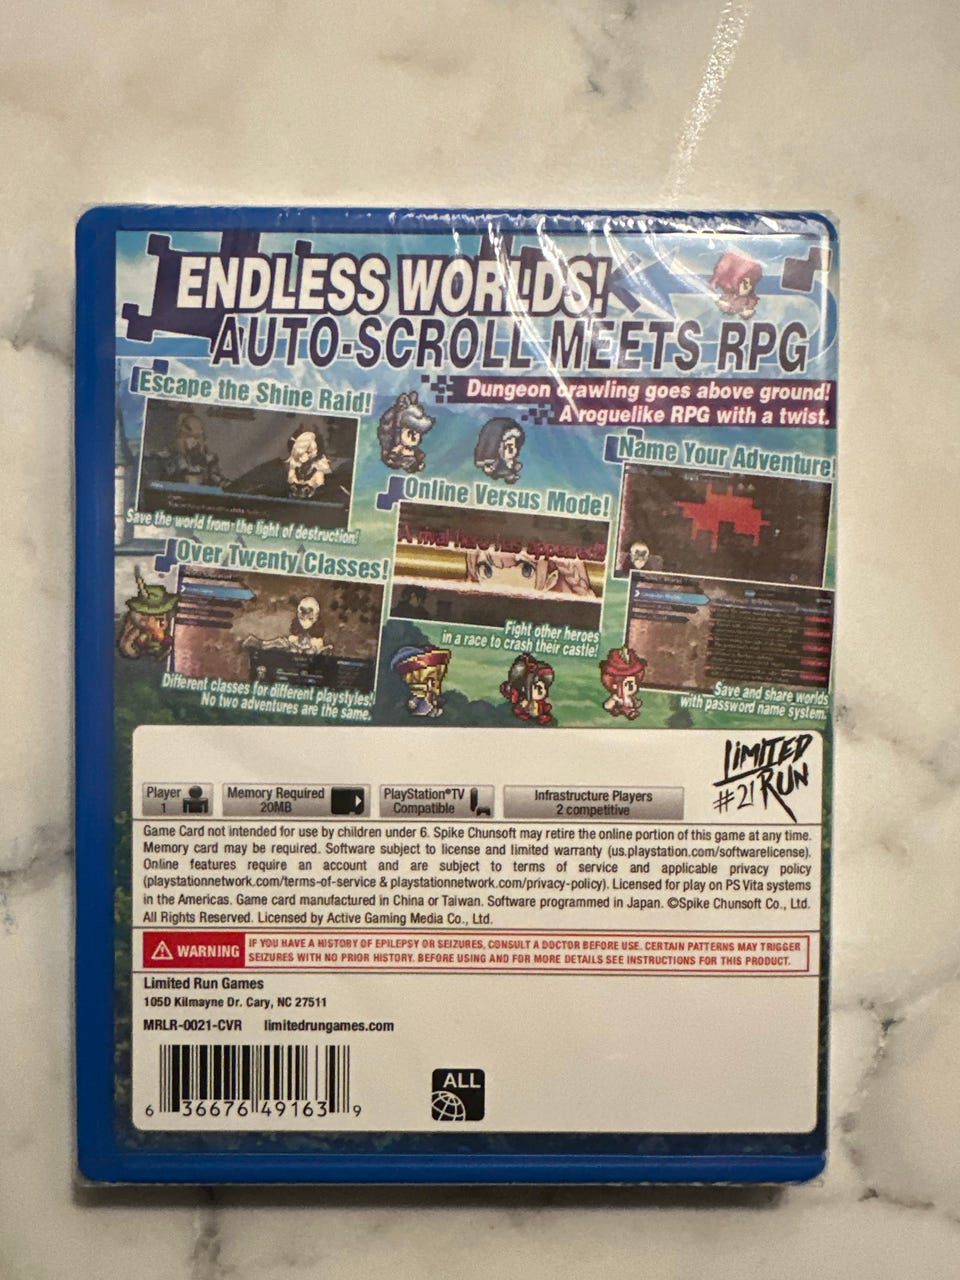 ENDLESS WORLDS!
AUTO-SCROLL MEETS RPG
Escape the Shine Raid!
Dungeon crawling goes above ground!
A roguelike RPG with a twist.
Name Your Adventure!
Online Versus Mode!
Save the world from the light of destruction!
A rival hero has appeared!
Over Twenty Classes!
Fight other heroes
in a race to crash their castle!
Different classes for different playstyles!
No two adventures are the same.
Save and share worlds
with password name system.
LIMITED
RUN
#21
Player
1
Memory Required
20MB
PlayStation®TV
Compatible
Infrastructure Players
2 competitive
Game Card not intended for use by children under 6. Spike Chunsoft may retire the online portion of this game at any time.
Memory card may be required. Software subject to license and limited warranty (us.playstation.com/softwarelicense).
Online features require an account and are subject to terms of service and applicable privacy policy
(playstationnetwork.com/terms-of-service & playstationnetwork.com/privacy-policy). Licensed for play on PS Vita systems
in the Americas. Game card manufactured in China or Taiwan. Software programmed in Japan. ©Spike Chunsoft Co., Ltd.
All Rights Reserved. Licensed by Active Gaming Media Co., Ltd.
WARNING
IF YOU HAVE A HISTORY OF EPILEPSY OR SEIZURES, CONSULT A DOCTOR BEFORE USE. CERTAIN PATTERNS MAY TRIGGER
SEIZURES WITH NO PRIOR HISTORY. BEFORE USING AND FOR MORE DETAILS SEE INSTRUCTIONS FOR THIS PRODUCT.
Limited Run Games
105D Kilmayne Dr. Cary, NC 27511
MRLR-0021-CVR limitedrungames.com
6 36676 49163 9
ALL